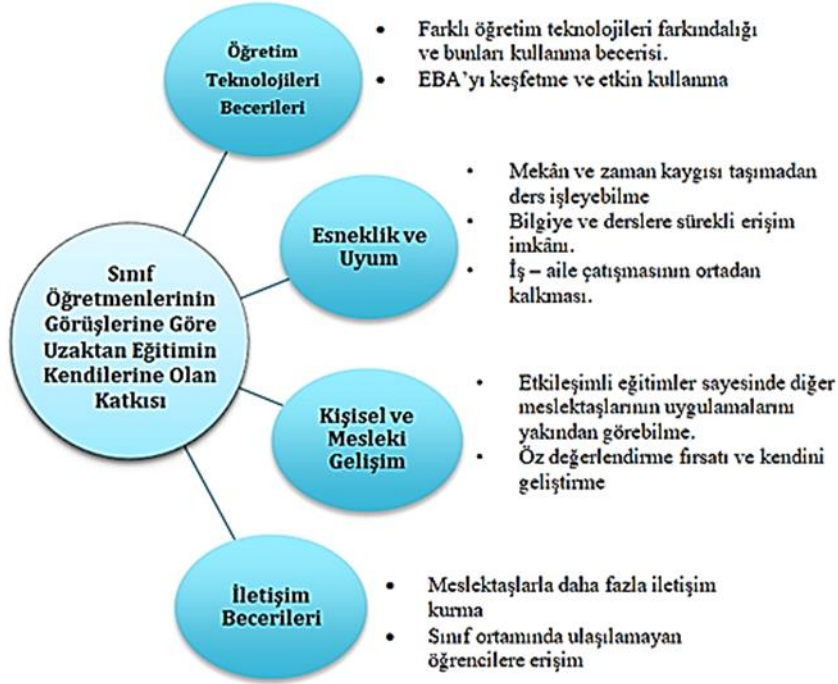 Sınıf
Öğretmenlerinin
Görüşlerine Göre
Uzaktan Eğitimin
Kendilerine Olan
Katkısı
Öğretim
Teknolojileri
Becerileri
• Farklı öğretim teknolojileri farkındalığı
ve bunları kullanma becerisi.
• EBA'yı keşfetme ve etkin kullanma
Esneklik ve
Uyum
• Mekân ve zaman kaygısı taşımadan
ders işleyebilme
• Bilgiye ve derslere sürekli erişim
imkânı.
• İş – aile çatışmasının ortadan
kalkması.
Kişisel ve
Mesleki
Gelişim
• Etkileşimli eğitimler sayesinde diğer
meslektaşlarının uygulamalarını
yakından görebilme.
• Öz değerlendirme fırsatı ve kendini
geliştirme
İletişim
Becerileri
• Meslektaşlarla daha fazla iletişim
kurma
• Sınıf ortamında ulaşılamayan
öğrencilere erişim